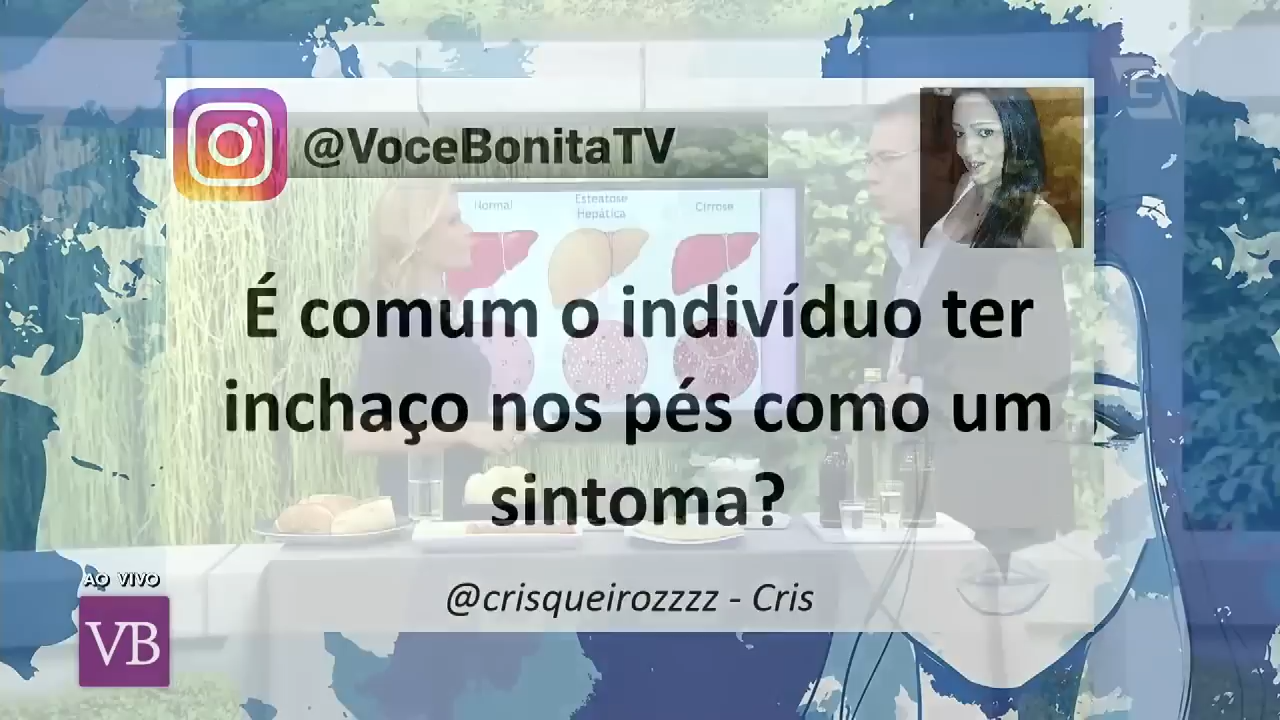 @VoceBonitaTV
Normal
Esteatose
Hepática
Cirrose
É comum o indivíduo ter
inchaço nos pés como um
sintoma?
@crisqueirozzzz - Cris
AO VIVO
VB